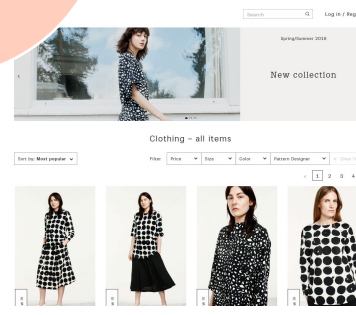 Search
Log in / Reg
Spring/Summer 2018
New collection
Clothing – all items
Sort by: Most popular
Filter
Price
Size
Color
Pattern Designer
× Clear f
< 1 2 3 4